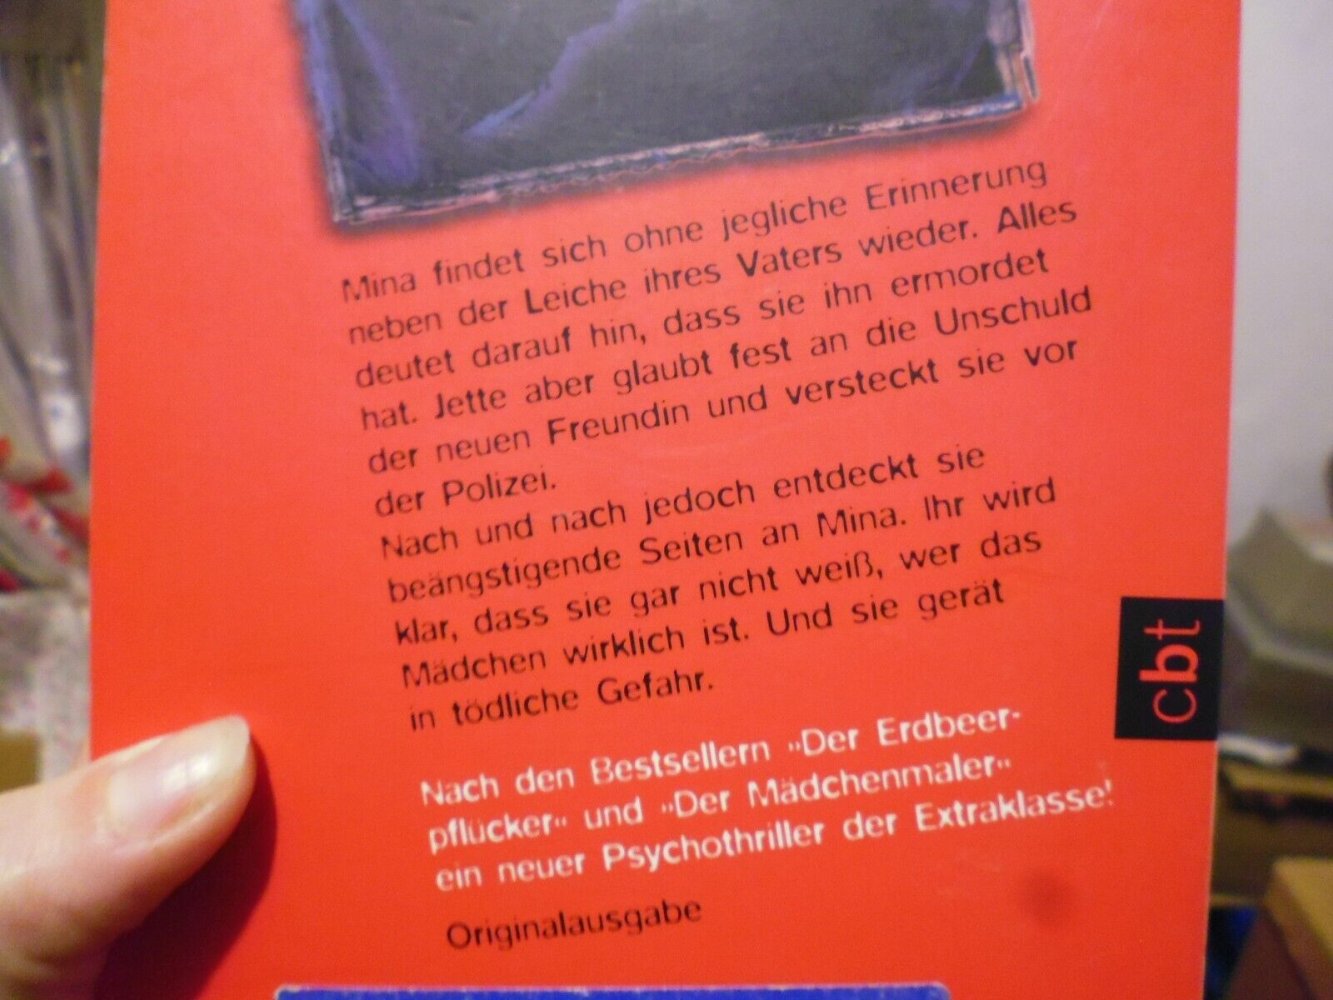 Mina findet sich ohne jegliche Erinnerung
neben der Leiche ihres Vaters wieder. Alles
deutet darauf hin, dass sie ihn ermordet
hat. Jette aber glaubt fest an die Unschuld
der neuen Freundin und versteckt sie vor
der Polizei.
Nach und nach jedoch entdeckt sie
beängstigende Seiten an Mina. Ihr wird
klar, dass sie gar nicht weiß, wer das
Mädchen wirklich ist. Und sie gerät
in tödliche Gefahr.
Nach den Bestsellern »Der Erdbeer-
pflücker« und »Der Mädchenmaler«
ein neuer Psychothriller der Extraklasse!
Originalausgabe
cbt